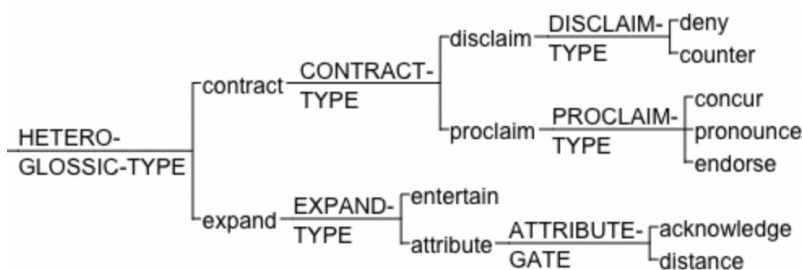 HETERO-
GLOSSIC-TYPE
contract
CONTRACT-
TYPE
disclaim
DISCLAIM-
TYPE
deny
counter
proclaim
PROCLAIM-
TYPE
concur
pronounce
endorse
expand
EXPAND-
TYPE
entertain
attribute
ATTRIBUTE-
GATE
acknowledge
distance